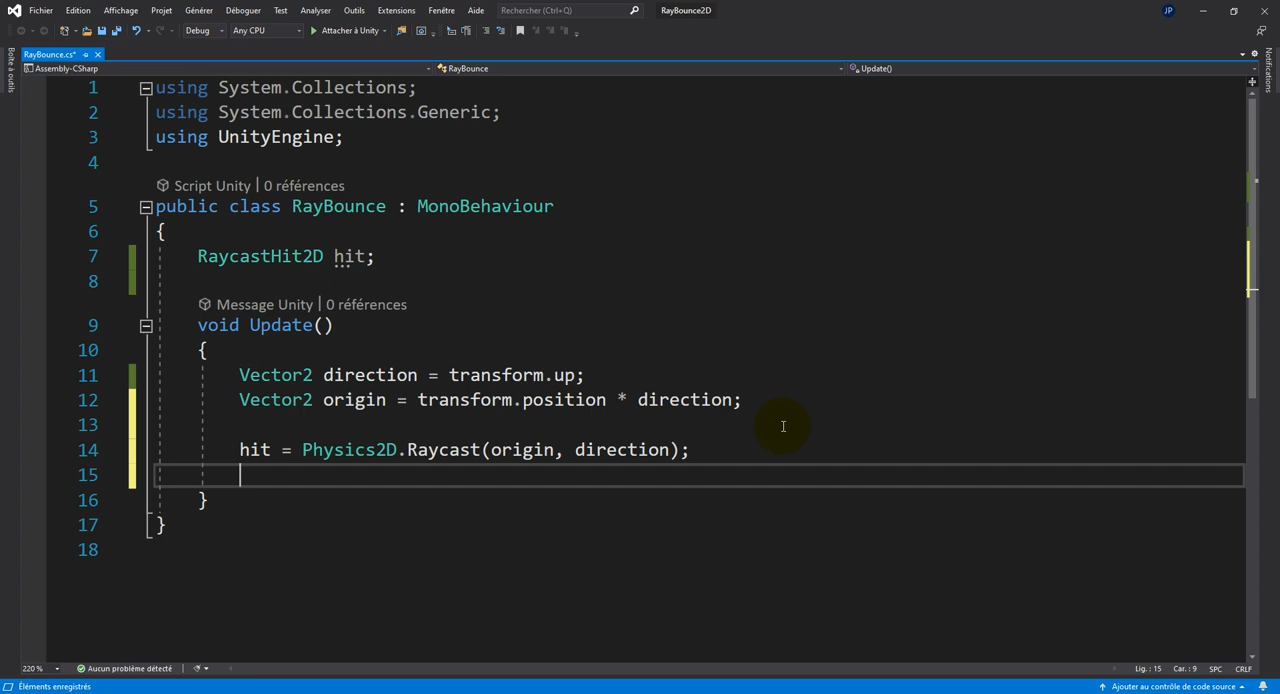 Fichier Edition Affichage Projet Générer Déboguer Test Analyser Outils Extensions Fenêtre Aide Rechercher (Ctrl+Q) RayBounce2D JP
Debug Any CPU Attacher à Unity
RayBounce.cs*
Boîte à outils
Notifications
Assembly-CSharp RayBounce Update()
1 using System.Collections;
2 using System.Collections.Generic;
3 using UnityEngine;
4
Script Unity | 0 références
5 public class RayBounce : MonoBehaviour
6 {
7 RaycastHit2D hit;
8
Message Unity | 0 références
9 void Update()
10 {
11 Vector2 direction = transform.up;
12 Vector2 origin = transform.position * direction;
13
14 hit = Physics2D.Raycast(origin, direction);
15
16 }
17 }
18
220 % Aucun problème détecté Lig. : 15 Car. : 9 SPC CRLF
Éléments enregistrés Ajouter au contrôle de code source